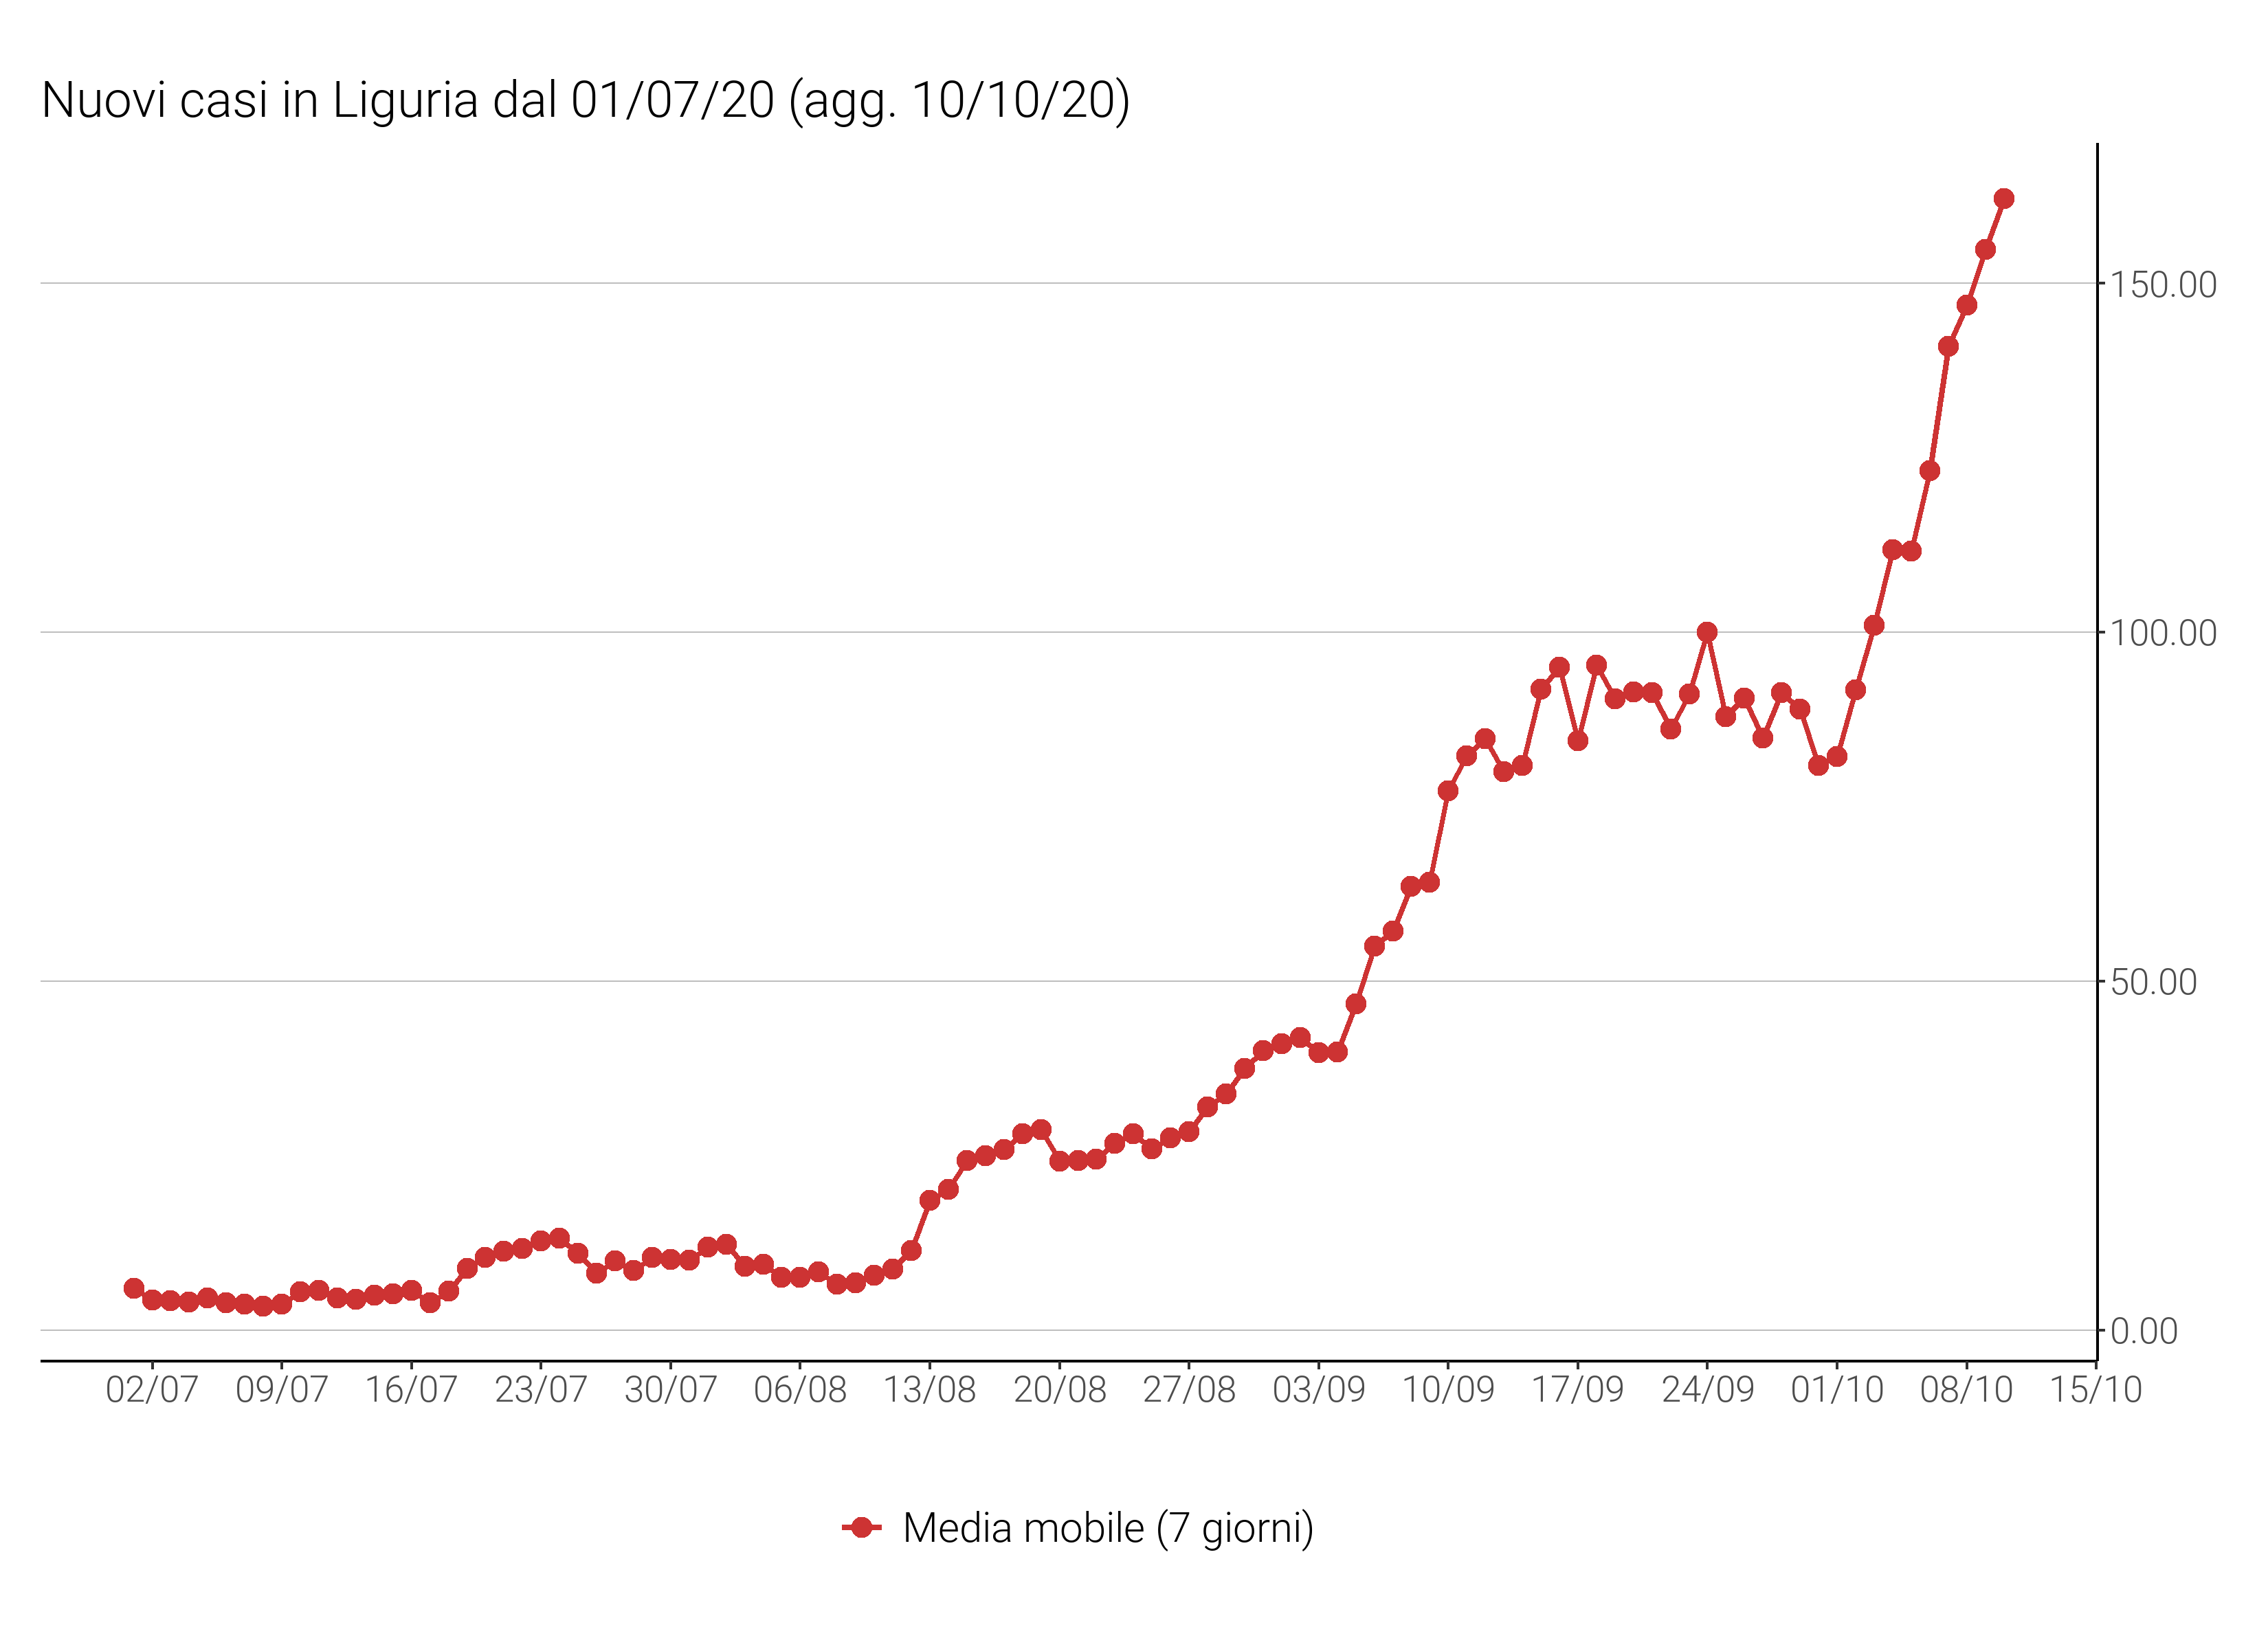 Nuovi casi in Liguria dal 01/07/20 (agg. 10/10/20)
150.00
100.00
50.00
0.00
02/07 09/07 16/07 23/07 30/07 06/08 13/08 20/08 27/08 03/09 10/09 17/09 24/09 01/10 08/10 15/10
Media mobile (7 giorni)